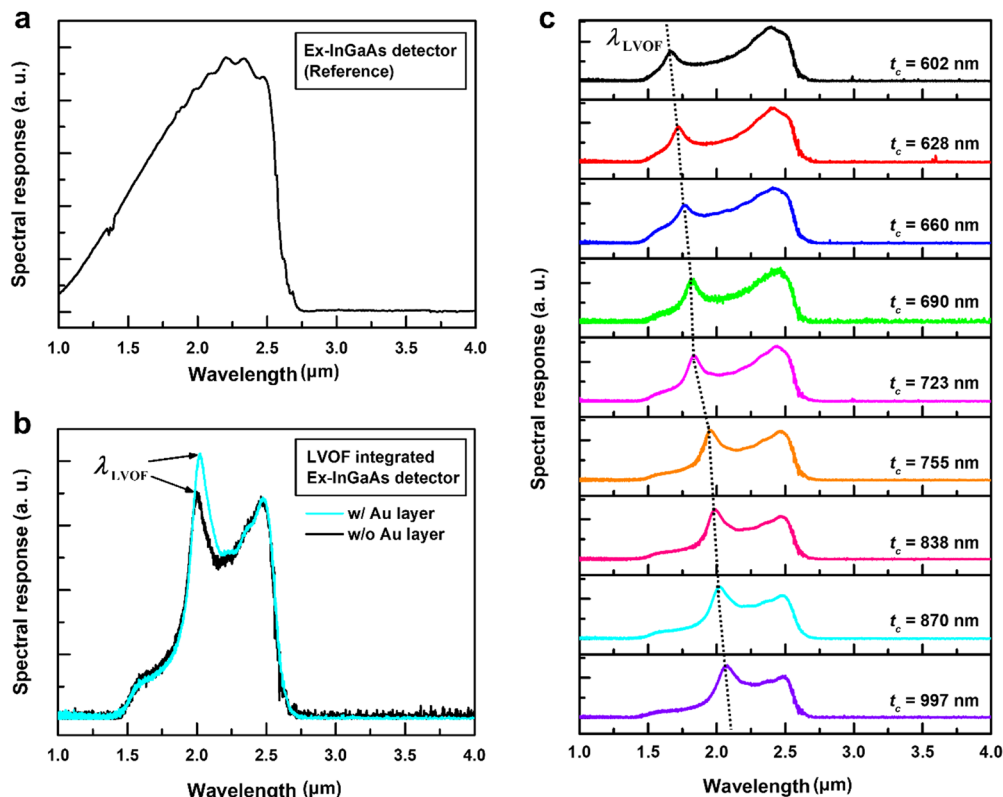 a
Ex-InGaAs detector
(Reference)
Spectral response (a. u.)
1.0 1.5 2.0 2.5 3.0 3.5 4.0
Wavelength (μm)
b
λLVOF
LVOF integrated
Ex-InGaAs detector
w/ Au layer
w/o Au layer
Spectral response (a. u.)
1.0 1.5 2.0 2.5 3.0 3.5 4.0
Wavelength (μm)
c
λLVOF
tc = 602 nm
tc = 628 nm
tc = 660 nm
tc = 690 nm
tc = 723 nm
tc = 755 nm
tc = 838 nm
tc = 870 nm
tc = 997 nm
Spectral response (a. u.)
1.0 1.5 2.0 2.5 3.0 3.5 4.0
Wavelength (μm)